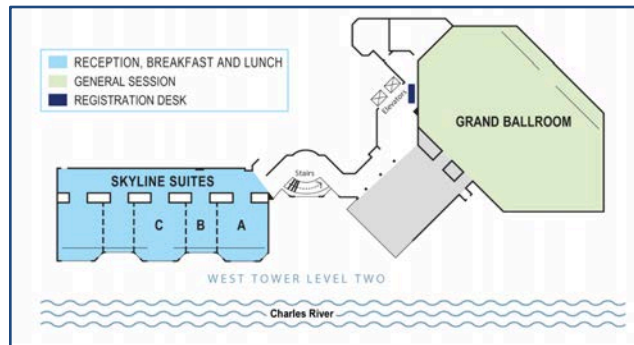 RECEPTION, BREAKFAST AND LUNCH
GENERAL SESSION
REGISTRATION DESK
Elevators
GRAND BALLROOM
SKYLINE SUITES
Stairs
C B A
WEST TOWER LEVEL TWO
Charles River